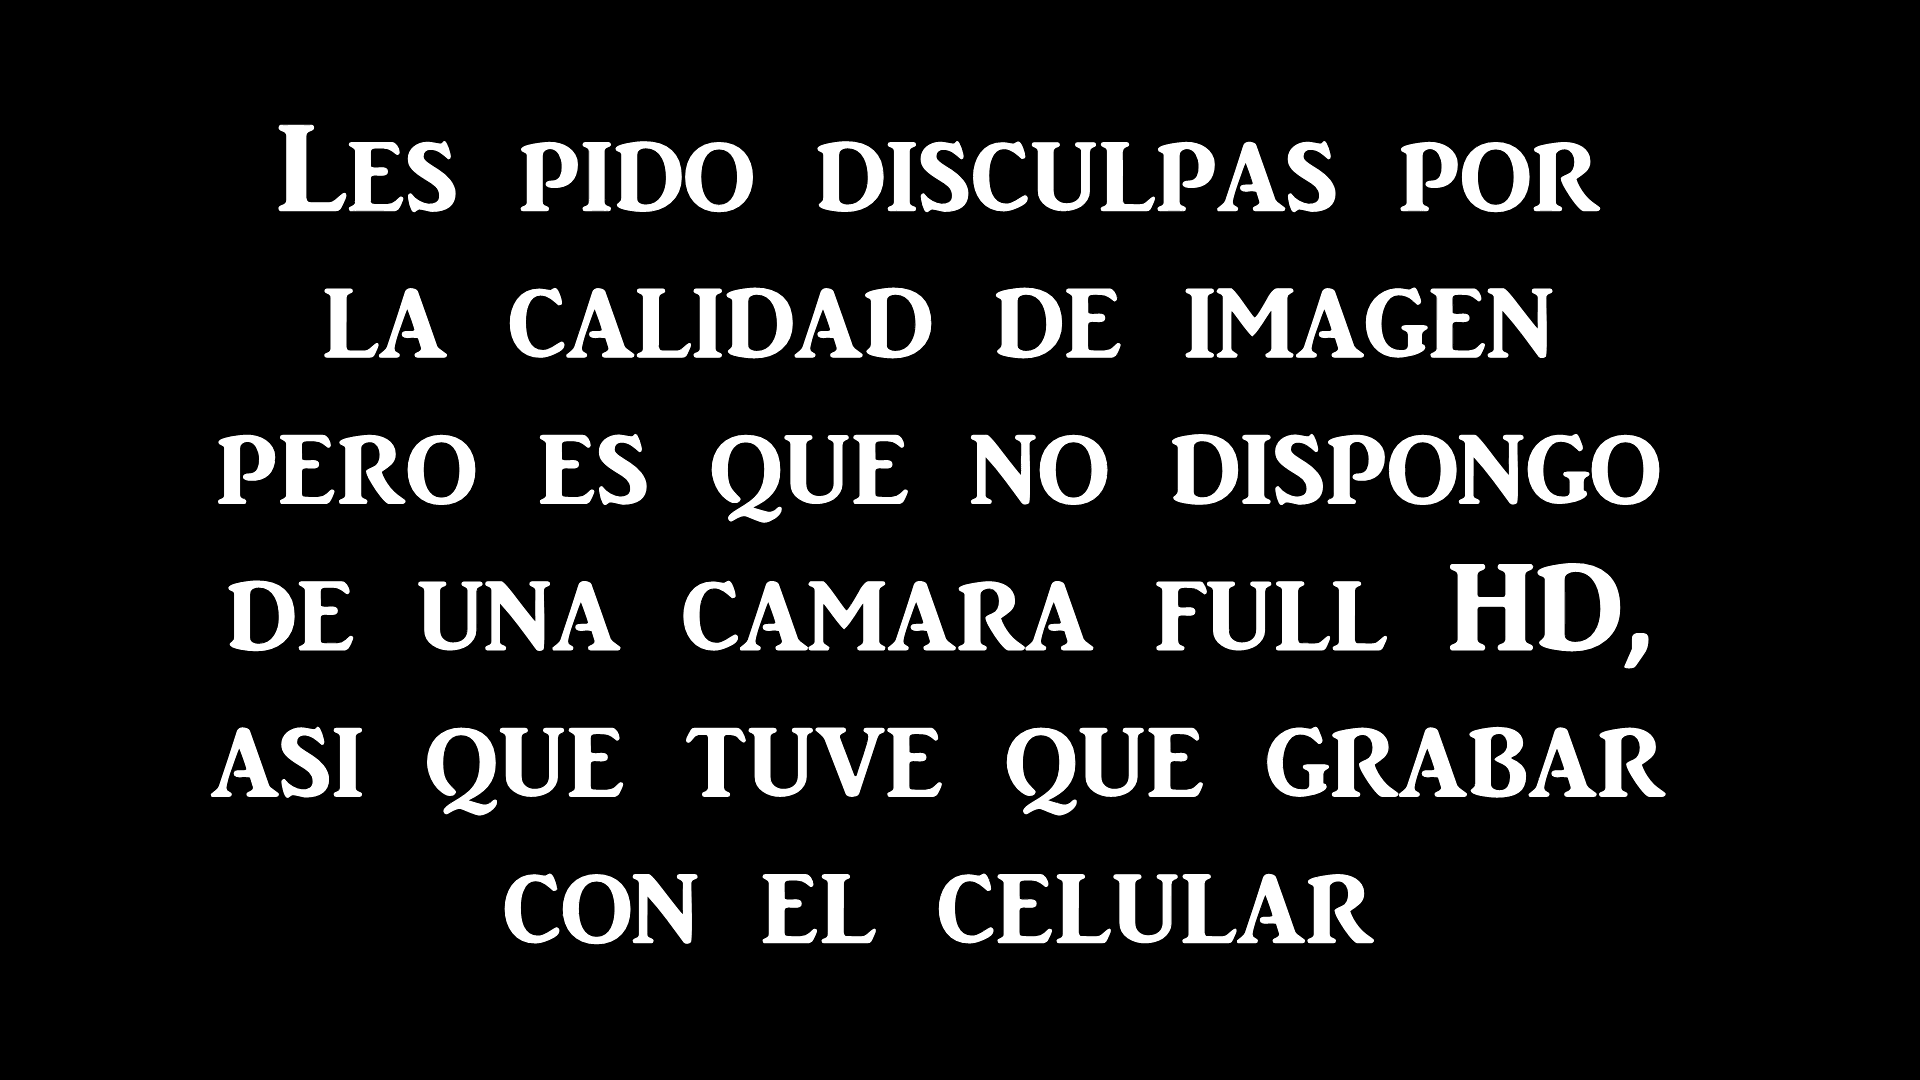 Les pido disculpas por
la calidad de imagen
pero es que no dispongo
de una camara full HD,
asi que tuve que grabar
con el celular